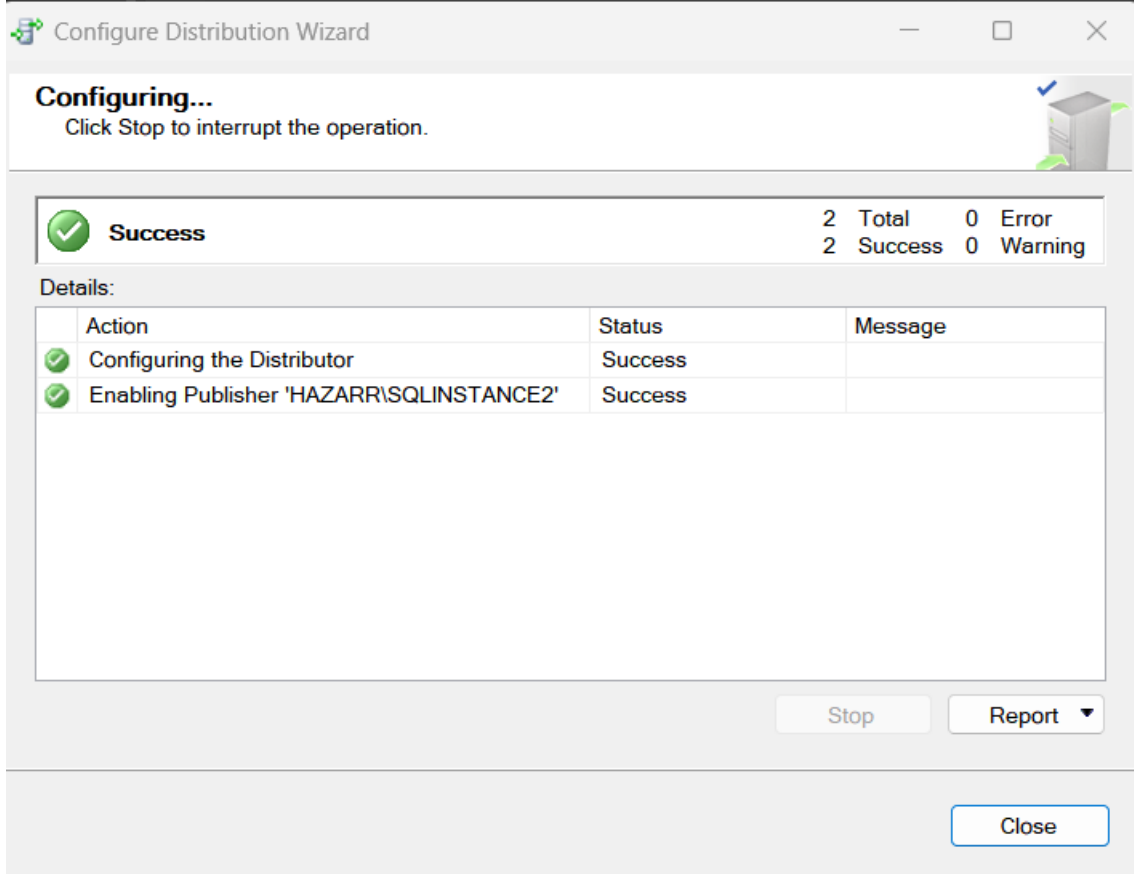 Configure Distribution Wizard
Configuring...
Click Stop to interrupt the operation.
Success
2 Total 0 Error
2 Success 0 Warning
Details:
Action Status Message
Configuring the Distributor Success
Enabling Publisher 'HAZARR\SQLINSTANCE2' Success
Stop Report
Close